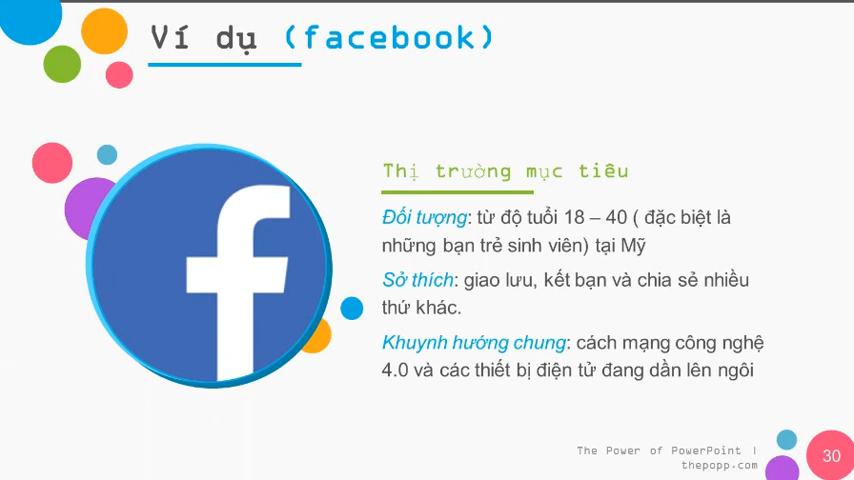 Ví dụ (facebook)
Thị trường mục tiêu
Đối tượng: từ độ tuổi 18 – 40 ( đặc biệt là
những bạn trẻ sinh viên) tại Mỹ
Sở thích: giao lưu, kết bạn và chia sẻ nhiều
thứ khác.
Khuynh hướng chung: cách mạng công nghệ
4.0 và các thiết bị điện tử đang dần lên ngôi
The Power of PowerPoint |
thepopp.com
30